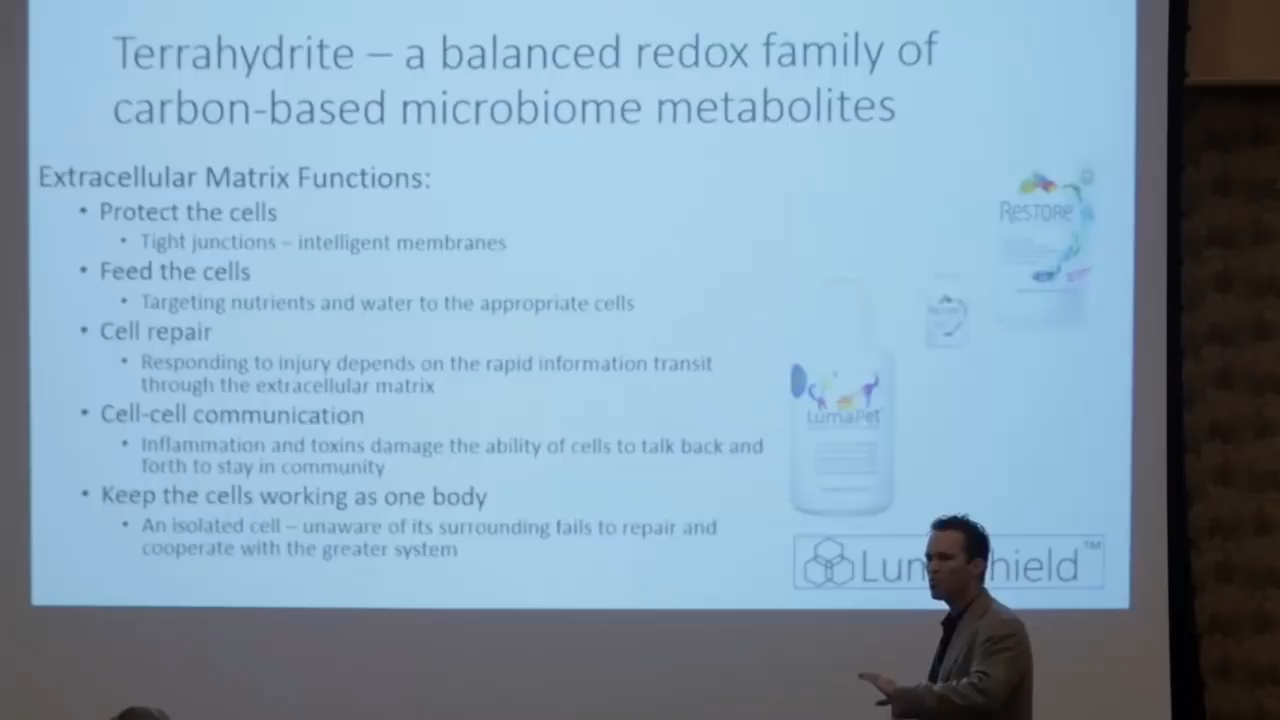 Terrahydrite – a balanced redox family of
carbon-based microbiome metabolites
Extracellular Matrix Functions:
• Protect the cells
• Tight junctions – intelligent membranes
• Feed the cells
• Targeting nutrients and water to the appropriate cells
• Cell repair
• Responding to injury depends on the rapid information transit
through the extracellular matrix
• Cell-cell communication
• Inflammation and toxins damage the ability of cells to talk back and
forth to stay in community
• Keep the cells working as one body
• An isolated cell – unaware of its surrounding fails to repair and
cooperate with the greater system
RESTORE
LumaPet
Lun hield™